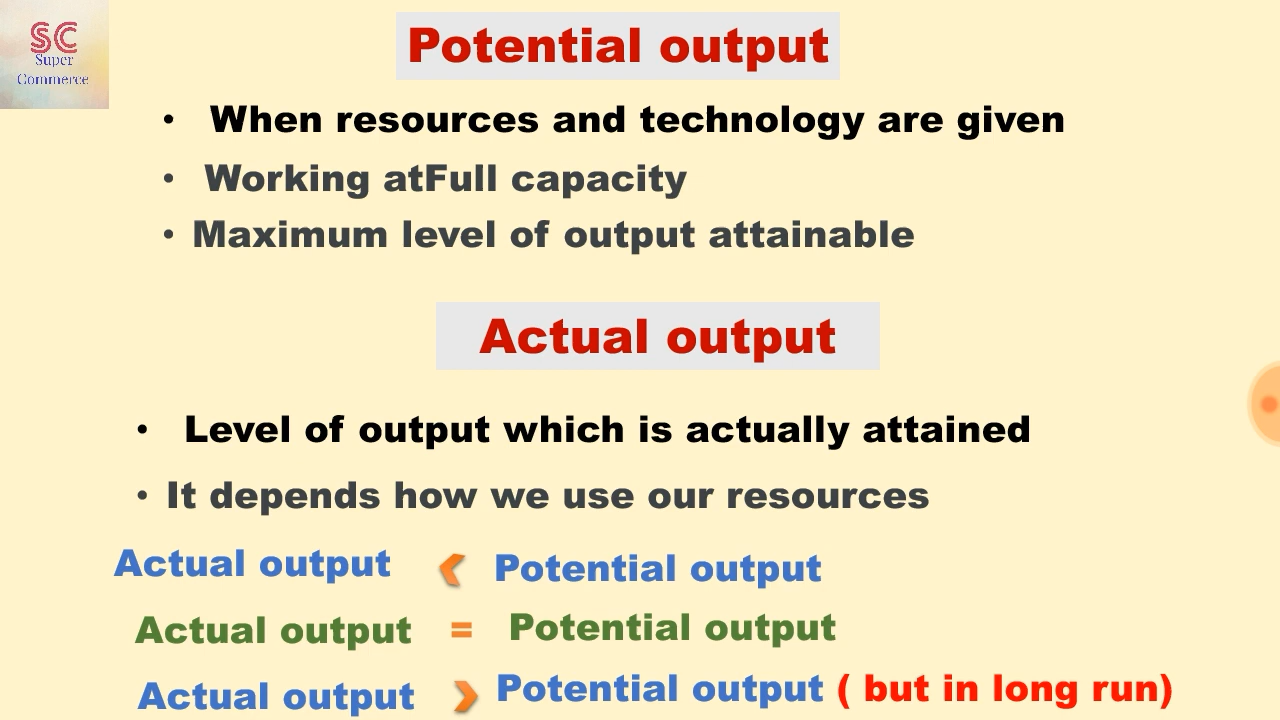 SC
Super
Commerce
Potential output
• When resources and technology are given
• Working atFull capacity
• Maximum level of output attainable
Actual output
• Level of output which is actually attained
• It depends how we use our resources
Actual output < Potential output
Actual output = Potential output
Actual output > Potential output ( but in long run)